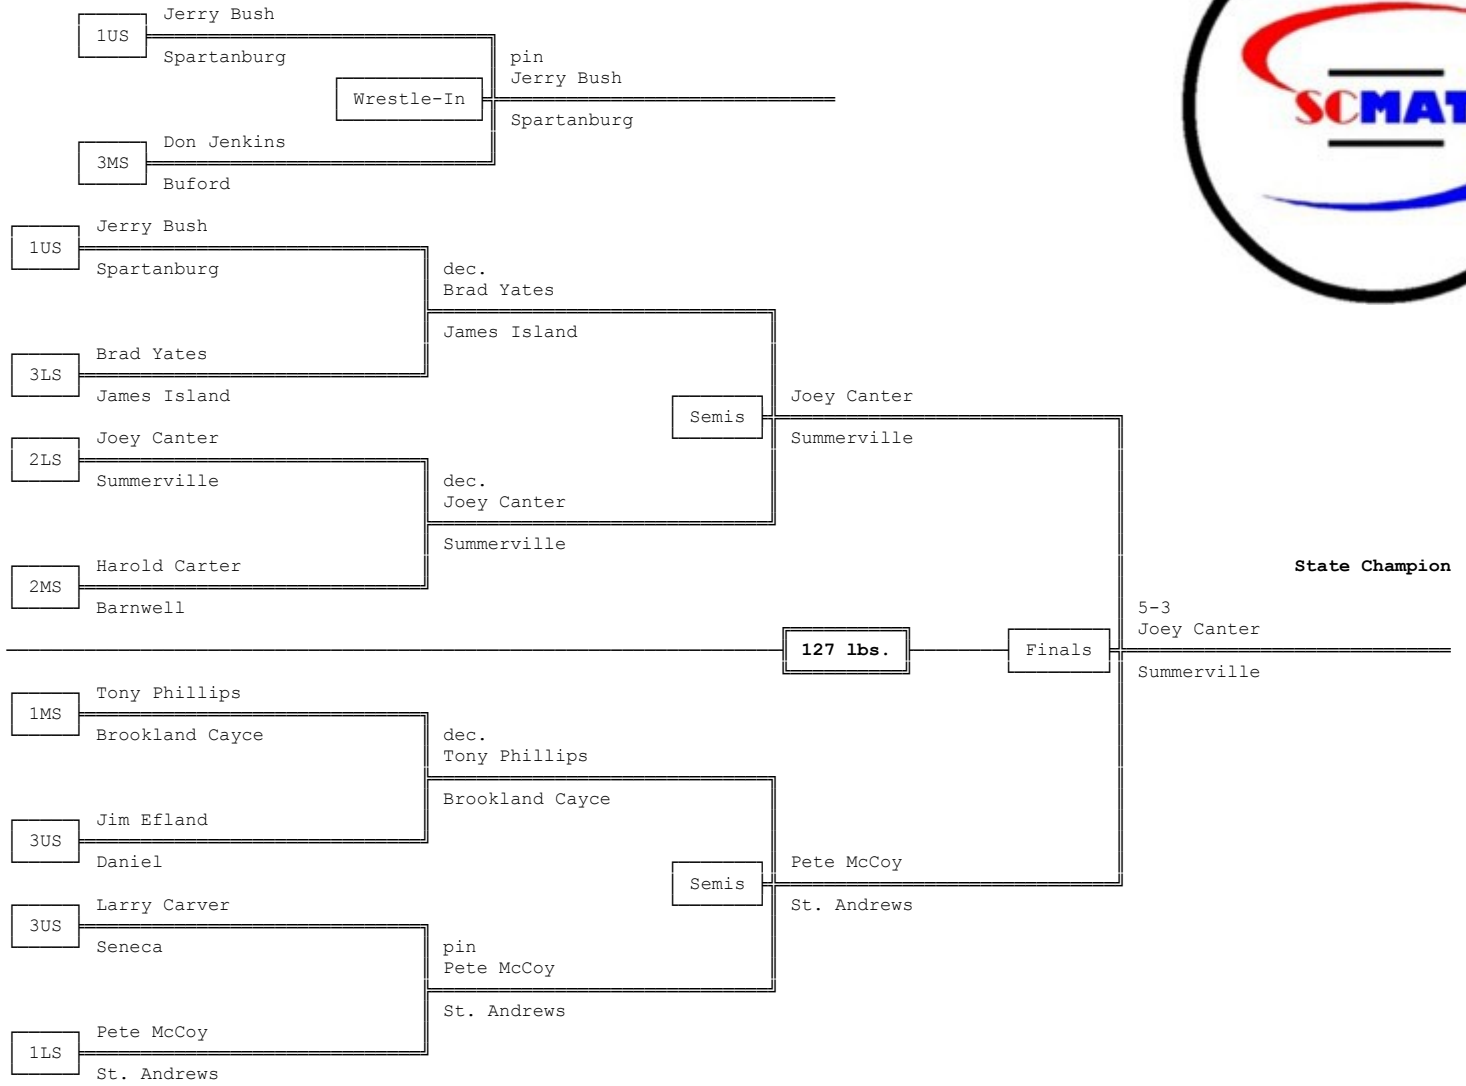 Jerry Bush
1US
Spartanburg
pin
Jerry Bush
Wrestle-In
Spartanburg
Don Jenkins
3MS
Buford
SCMAT
Jerry Bush
1US
Spartanburg
dec.
Brad Yates
James Island
Brad Yates
3LS
James Island
Semis
Joey Canter
Summerville
Joey Canter
2LS
Summerville
dec.
Joey Canter
Summerville
Harold Carter
2MS
Barnwell
State Champion
5-3
Joey Canter
127 lbs.
Finals
Summerville
Tony Phillips
1MS
Brookland Cayce
dec.
Tony Phillips
Brookland Cayce
Jim Efland
3US
Daniel
Semis
Pete McCoy
St. Andrews
Larry Carver
3US
Seneca
pin
Pete McCoy
St. Andrews
Pete McCoy
1LS
St. Andrews